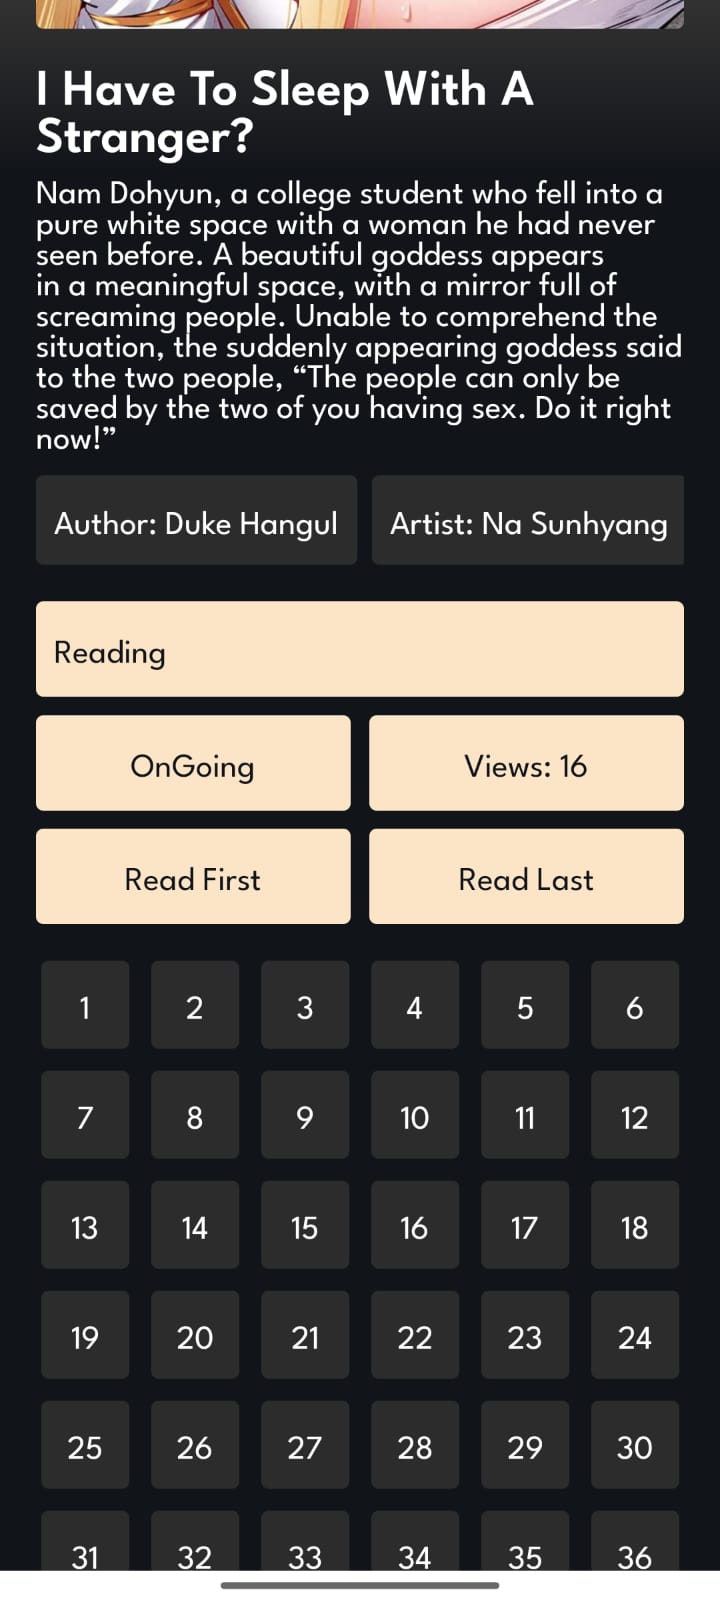 I Have To Sleep With A
Stranger?
Nam Dohyun, a college student who fell into a
pure white space with a woman he had never
seen before. A beautiful goddess appears
in a meaningful space, with a mirror full of
screaming people. Unable to comprehend the
situation, the suddenly appearing goddess said
to the two people, “The people can only be
saved by the two of you having sex. Do it right
now!”
Author: Duke Hangul
Artist: Na Sunhyang
Reading
OnGoing
Views: 16
Read First
Read Last
1 2 3 4 5 6
7 8 9 10 11 12
13 14 15 16 17 18
19 20 21 22 23 24
25 26 27 28 29 30
31 32 33 34 35 36